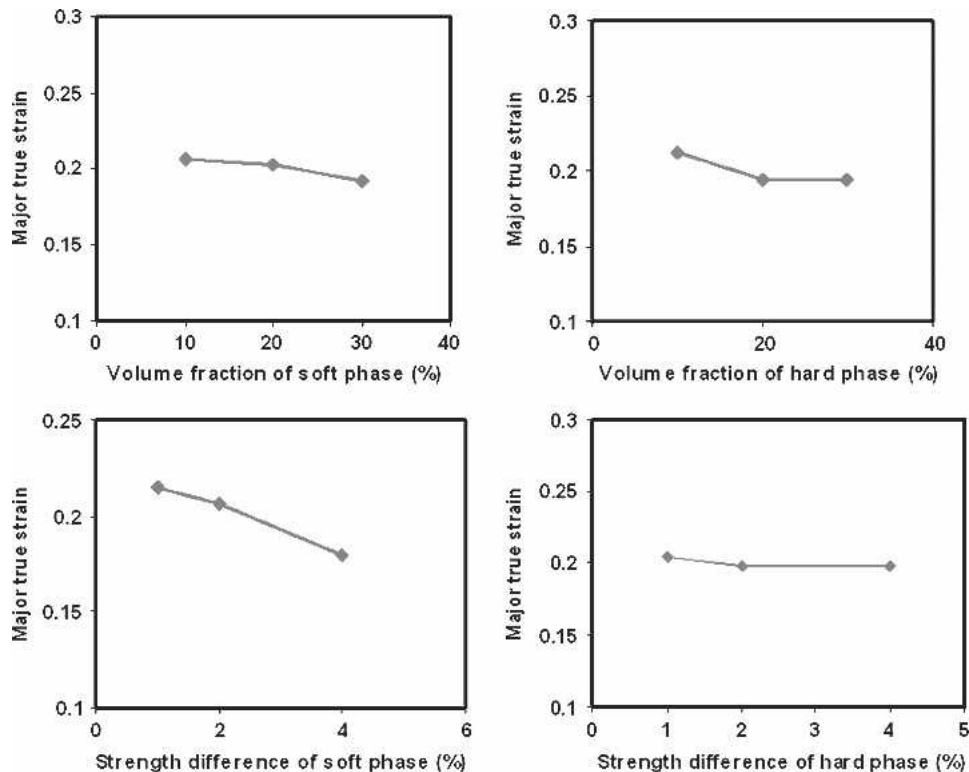 0.3
0.25
0.2
0.15
0.1
Major true strain
0 10 20 30 40
Volume fraction of soft phase (%)
0.3
0.25
0.2
0.15
0.1
Major true strain
0 20 40
Volume fraction of hard phase (%)
0.25
0.2
0.15
0.1
Major true strain
0 2 4 6
Strength difference of soft phase (%)
0.3
0.25
0.2
0.15
0.1
Major true strain
0 1 2 3 4 5
Strength difference of hard phase (%)